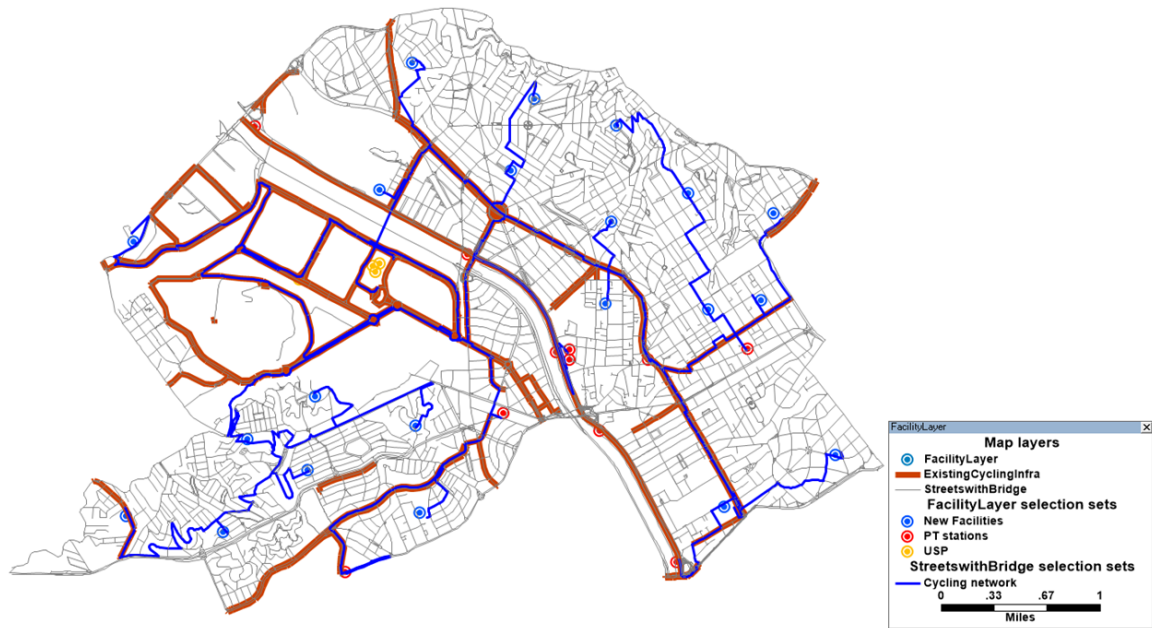 FacilityLayer
Map layers
FacilityLayer
ExistingCyclingInfra
StreetswithBridge
FacilityLayer selection sets
New Facilities
PT stations
USP
StreetswithBridge selection sets
Cycling network
0 .33 .67 1
Miles